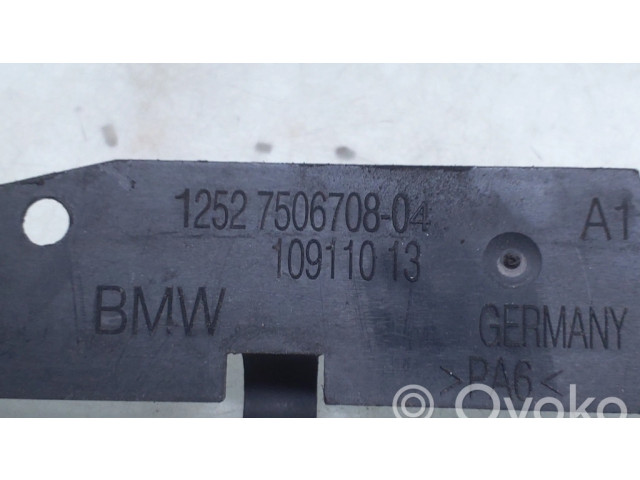 1252 7506708-04
A1
10911013
BMW
GERMANY
>PA6<
© Ovoko